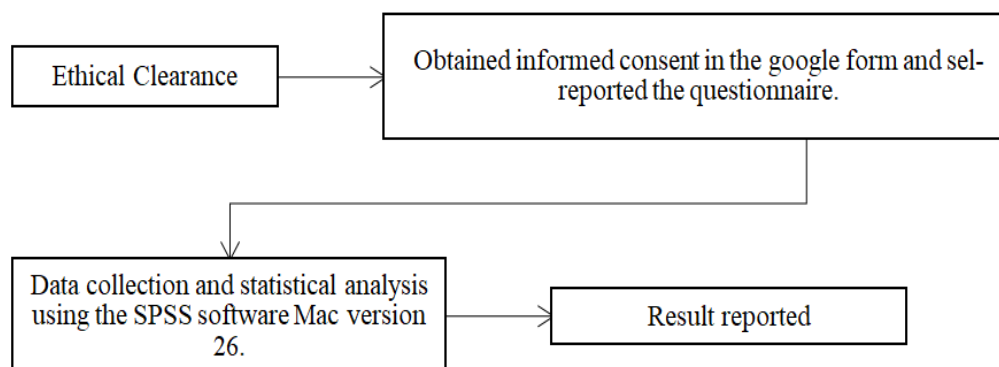 Ethical Clearance
Obtained informed consent in the google form and sel-
reported the questionnaire.
Data collection and statistical analysis
using the SPSS software Mac version
26.
Result reported